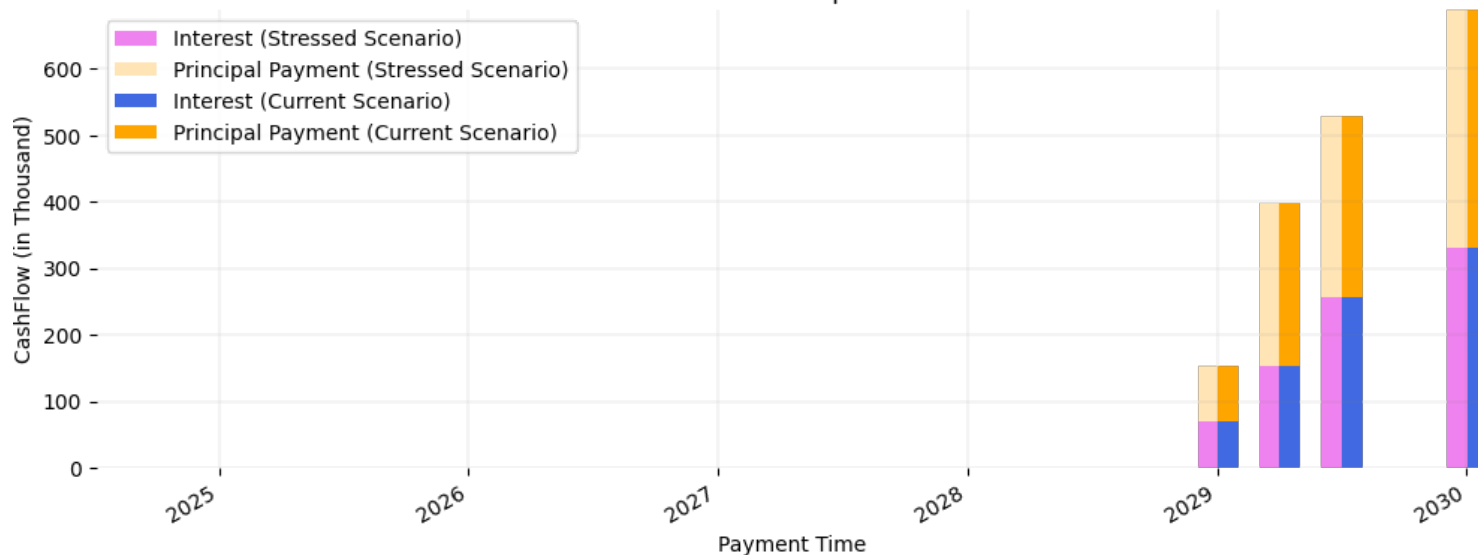 Interest (Stressed Scenario)
Principal Payment (Stressed Scenario)
Interest (Current Scenario)
Principal Payment (Current Scenario)
CashFlow (in Thousand)
600
500
400
300
200
100
0
2025
2026
2027
2028
2029
2030
Payment Time